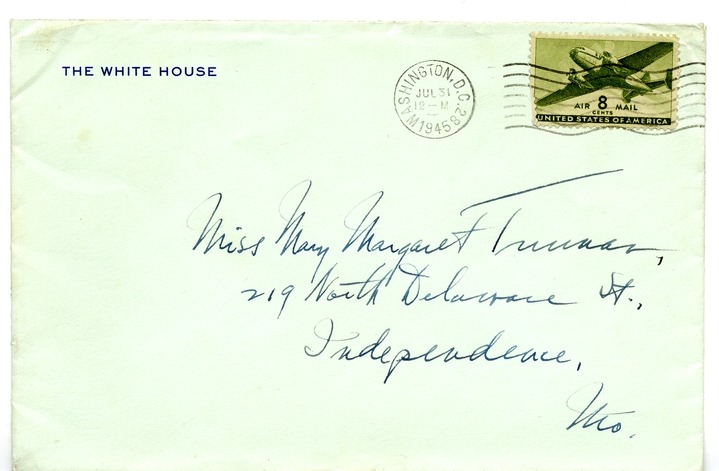 THE WHITE HOUSE
WASHINGTON, D.C. 28
JUL 31
12-M
1945
AIR 8 MAIL
CENTS
UNITED STATES OF AMERICA
Miss Mary Margaret Truman,
219 North Delaware St.,
Independence,
Mo.